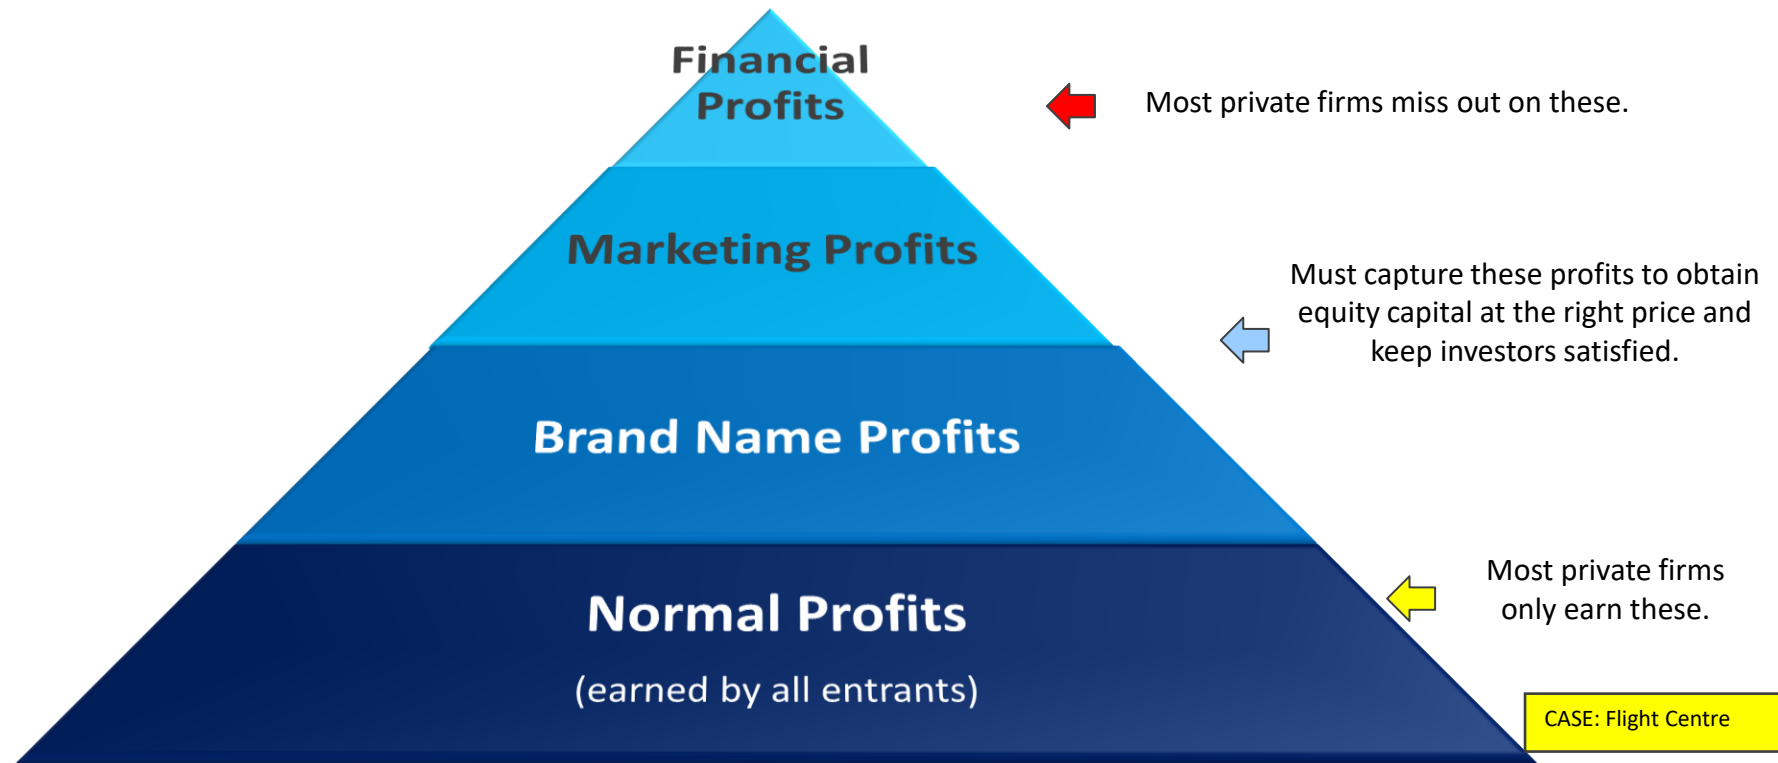 Financial
Profits
Most private firms miss out on these.
Marketing Profits
Must capture these profits to obtain
equity capital at the right price and
keep investors satisfied.
Brand Name Profits
Normal Profits
(earned by all entrants)
Most private firms
only earn these.
CASE: Flight Centre